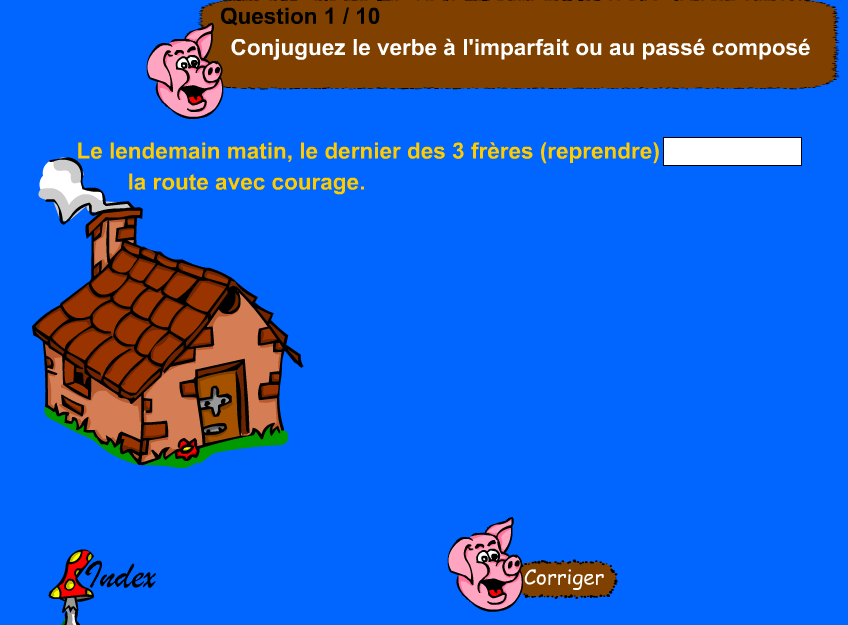 Question 1 / 10
Conjuguez le verbe à l'imparfait ou au passé composé
Le lendemain matin, le dernier des 3 frères (reprendre)
la route avec courage.
Index
Corriger